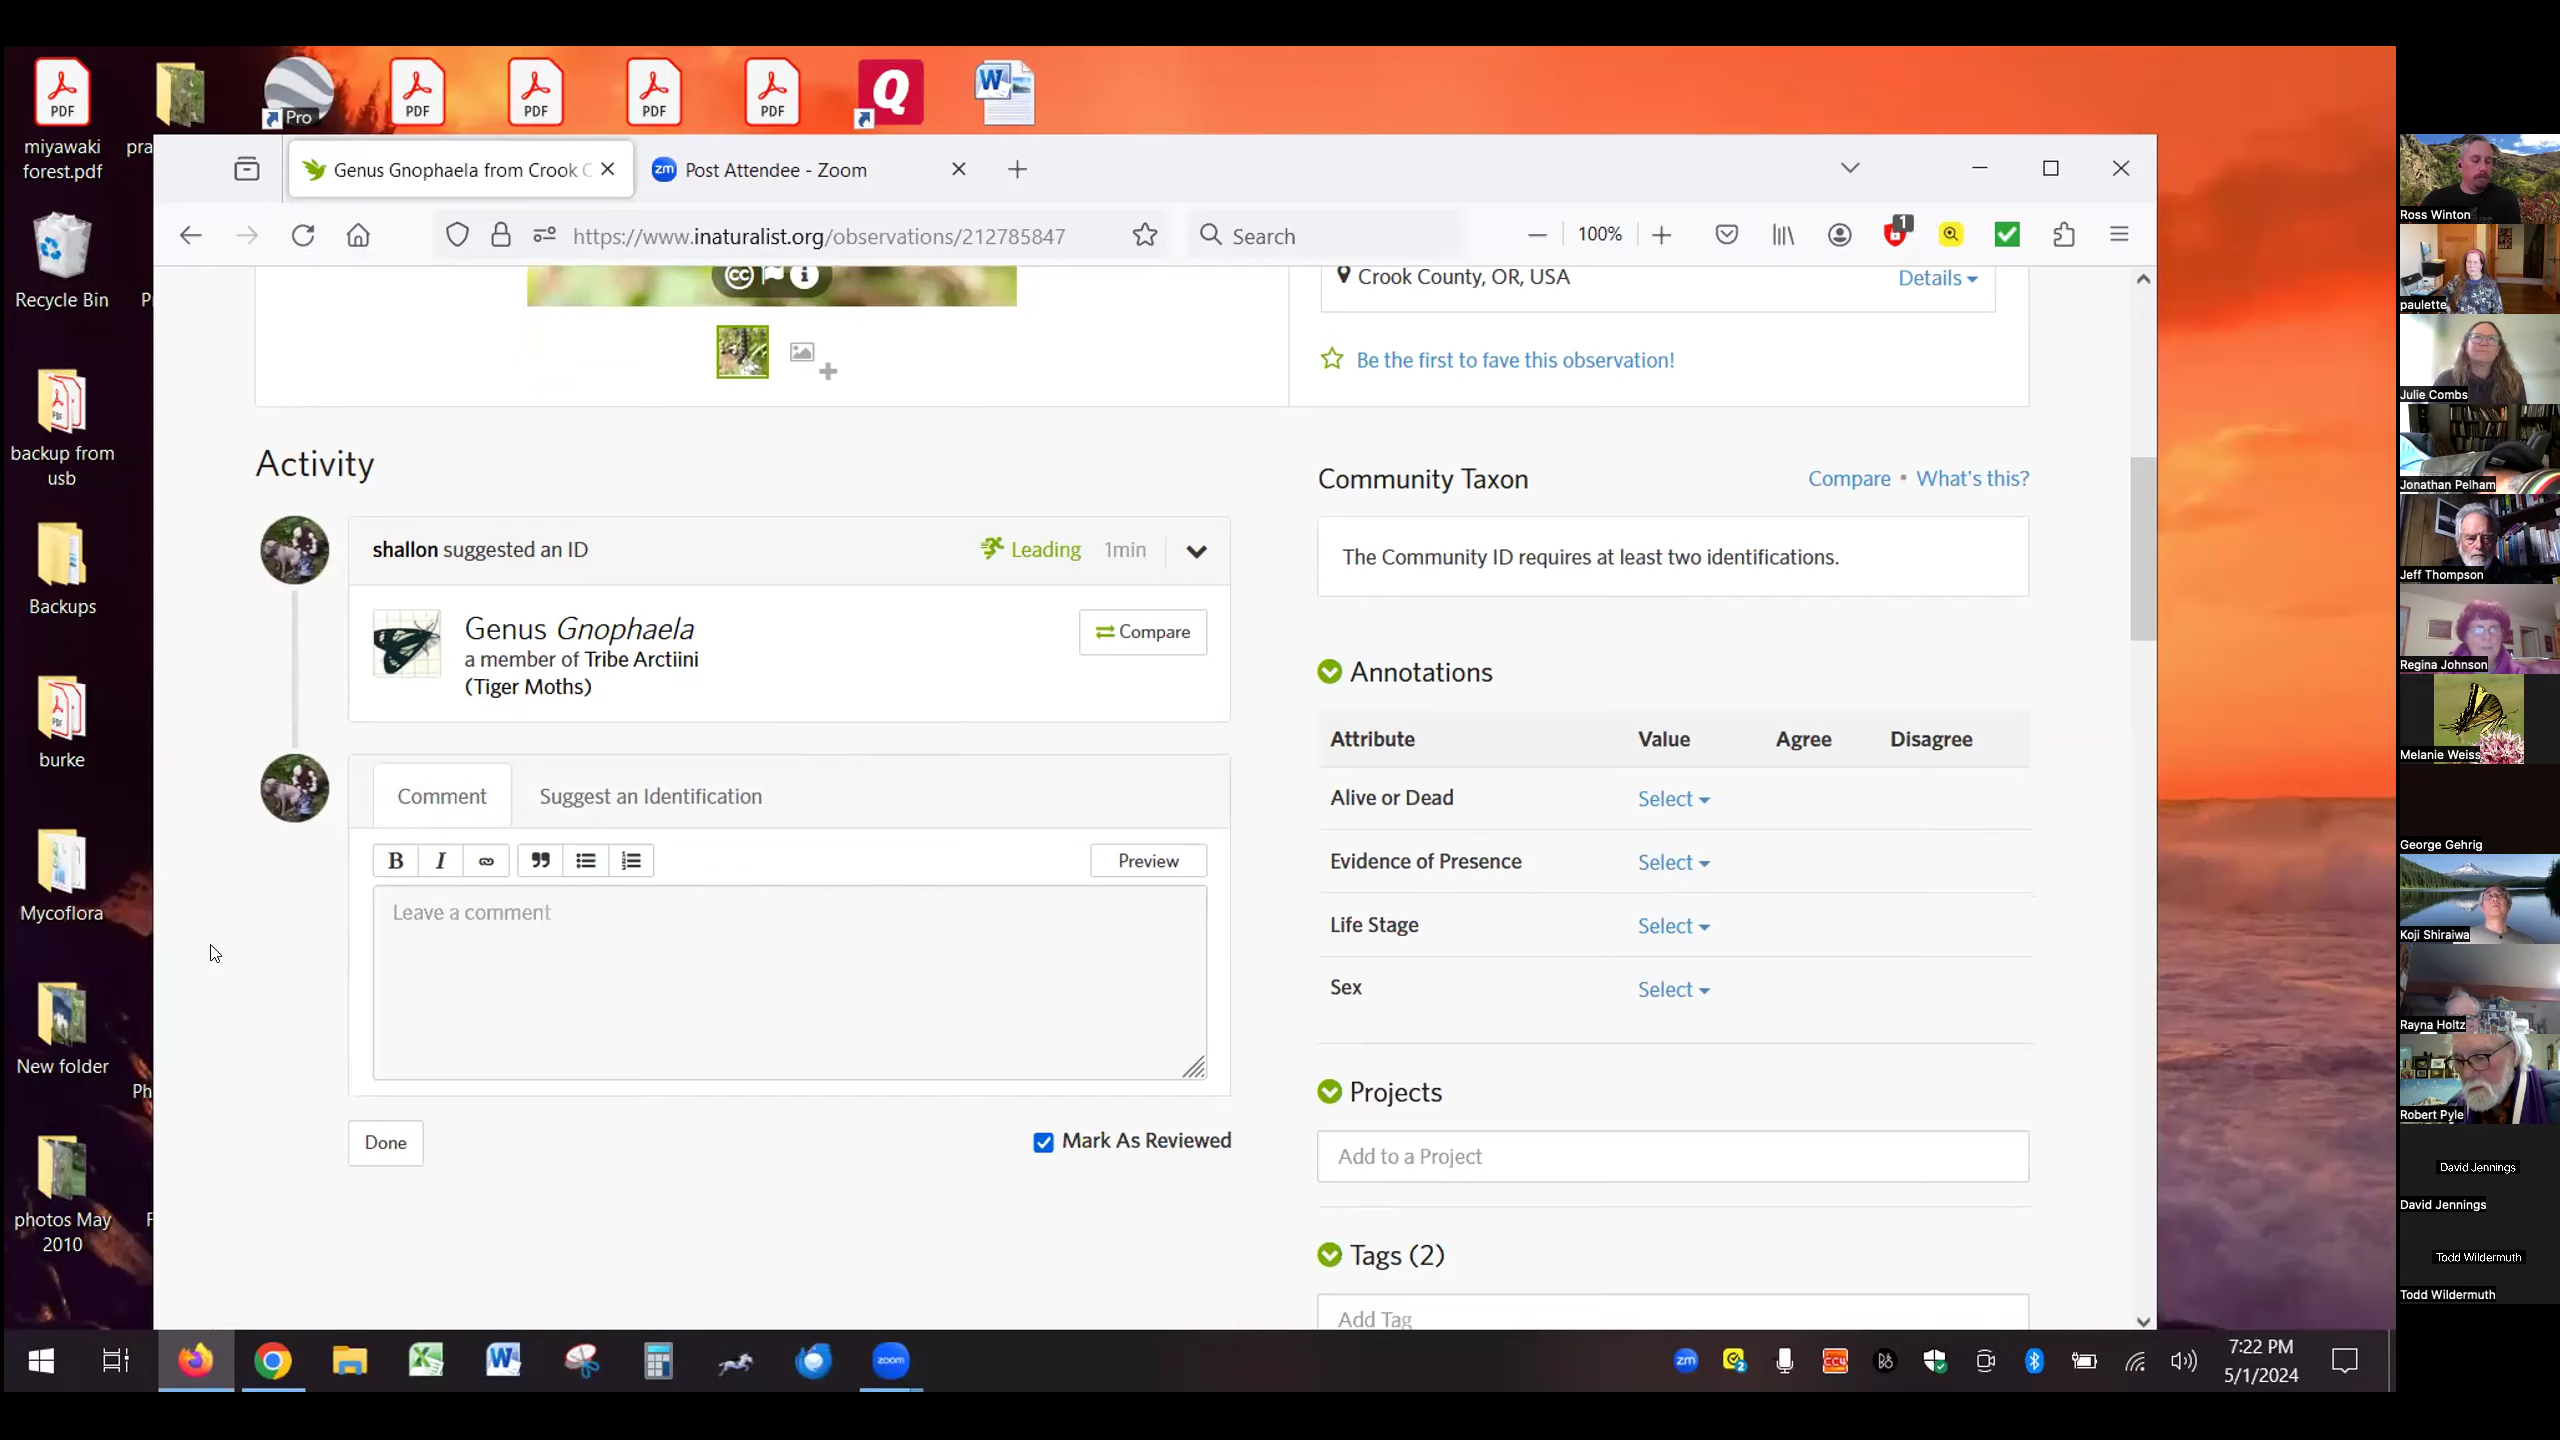 PDF
Pro
PDF
PDF
PDF
PDF
Q
W
miyawaki
forest.pdf
pra
Recycle Bin
P
backup from
usb
Backups
burke
Mycoflora
New folder
Ph
photos May
2010
F
Genus Gnophaela from Crook C
zm
Post Attendee - Zoom
https://www.inaturalist.org/observations/212785847
Search
100%
1
cc
Crook County, OR, USA
Details
Be the first to fave this observation!
Activity
shallon suggested an ID
Leading
1min
Genus Gnophaela
a member of Tribe Arctiini
(Tiger Moths)
Compare
Comment
Suggest an Identification
B
I
Preview
Leave a comment
Done
Mark As Reviewed
Community Taxon
Compare • What's this?
The Community ID requires at least two identifications.
Annotations
Attribute
Value
Agree
Disagree
Alive or Dead
Select
Evidence of Presence
Select
Life Stage
Select
Sex
Select
Projects
Add to a Project
Tags (2)
Add Tag
zoom
zm
7:22 PM
5/1/2024
Ross Winton
paulette
Julie Combs
Jonathan Pelham
Jeff Thompson
Regina Johnson
Melanie Weiss
George Gehrig
Koji Shiraiwa
Rayna Holtz
Robert Pyle
David Jennings
David Jennings
Todd Wildermuth
Todd Wildermuth